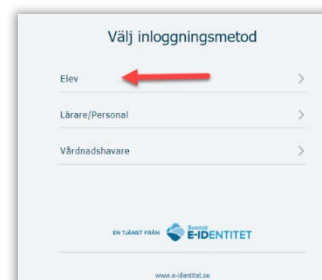 Välj inloggningsmetod
Elev
Lärare/Personal
Vårdnadshavare
EN TJÄNST FRÅN Svensk E-IDENTITET
www.e-identitet.se